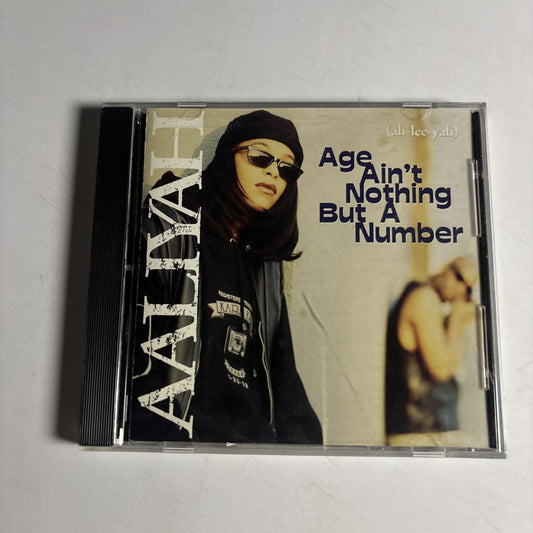 AALIYAH
(ah-lee-yah)
Age
Ain't
Nothing
But A
Number